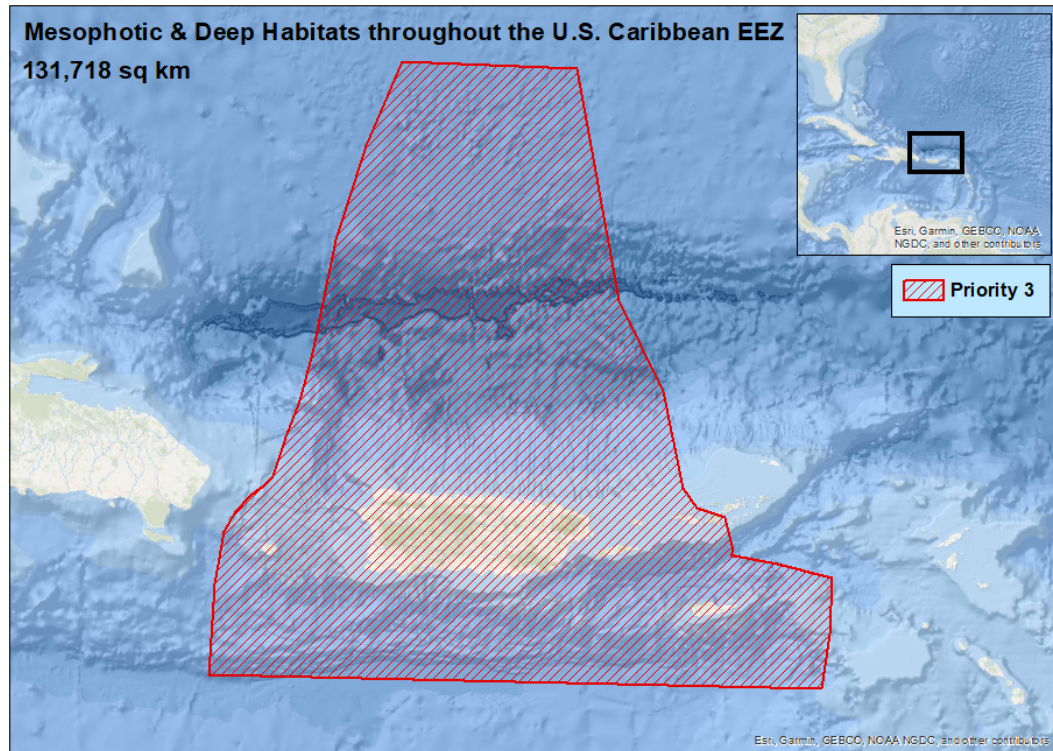 Mesophotic & Deep Habitats throughout the U.S. Caribbean EEZ
131,718 sq km
Esri, Garmin, GEBCO, NOAA
NGDC, and other contributors
Priority 3
Esri, Garmin, GEBCO, NOAA NGDC, and other contributors